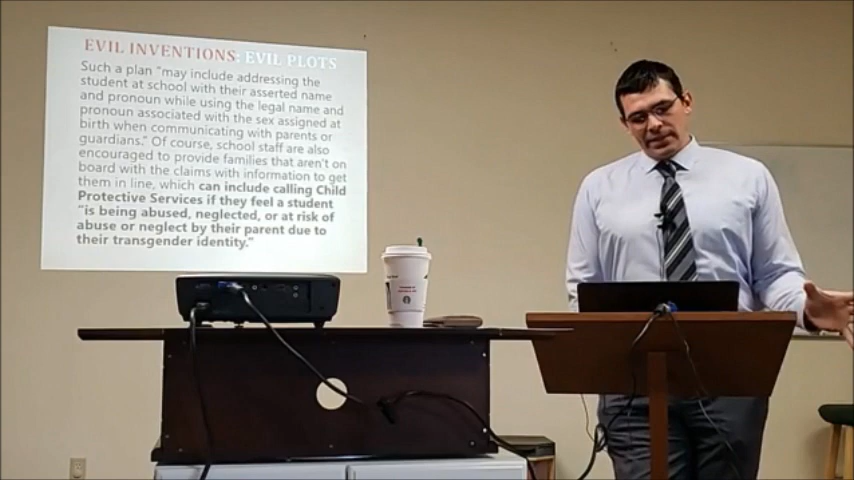 EVIL INVENTIONS: EVIL PLOTS
Such a plan "may include addressing the
student at school with their asserted name
and pronoun while using the legal name and
pronoun associated with the sex assigned at
birth when communicating with parents or
guardians." Of course, school staff are also
encouraged to provide families that aren't on
board with the claims with information to get
them in line, which can include calling Child
Protective Services if they feel a student
"is being abused, neglected, or at risk of
abuse or neglect by their parent due to
their transgender identity."